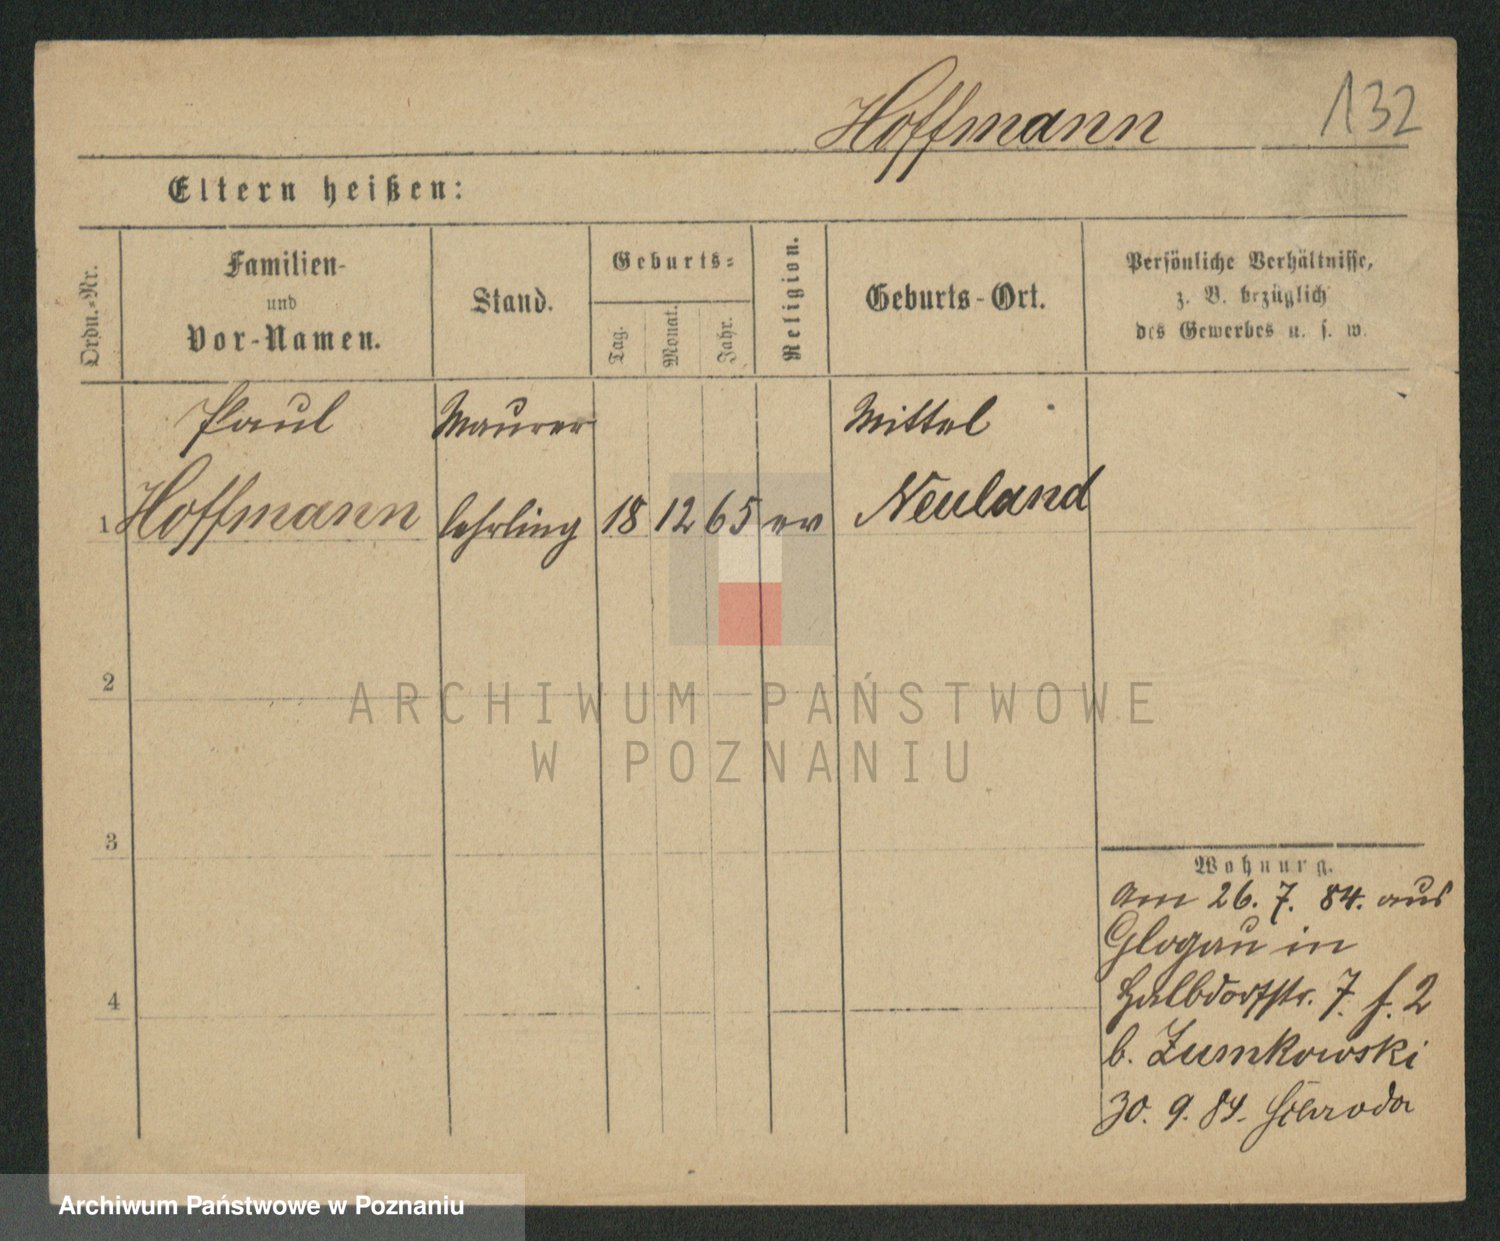 Hoffmann 132
Eltern heißen:
Ordn.-Nr.
Familien-
und
Vor-Namen.
Stand.
Geburts-
Tag.
Monat.
Jahr.
Religion.
Geburts-Ort.
Persönliche Verhältnisse,
z. B. bezüglich
des Gewerbes u. s. w.
Paul Maurer Mittel
1 Hoffmann lehrling 18 12 65 ev Neuland
2
3
4
Wohnung.
Am 26. 7. 84. aus
Glogau in
Halbdorfstr. 7. f. 2
b. Zumkowski
30. 9. 84. Schroda
ARCHIWUM PAŃSTWOWE
W POZNANIU
Archiwum Państwowe w Poznaniu